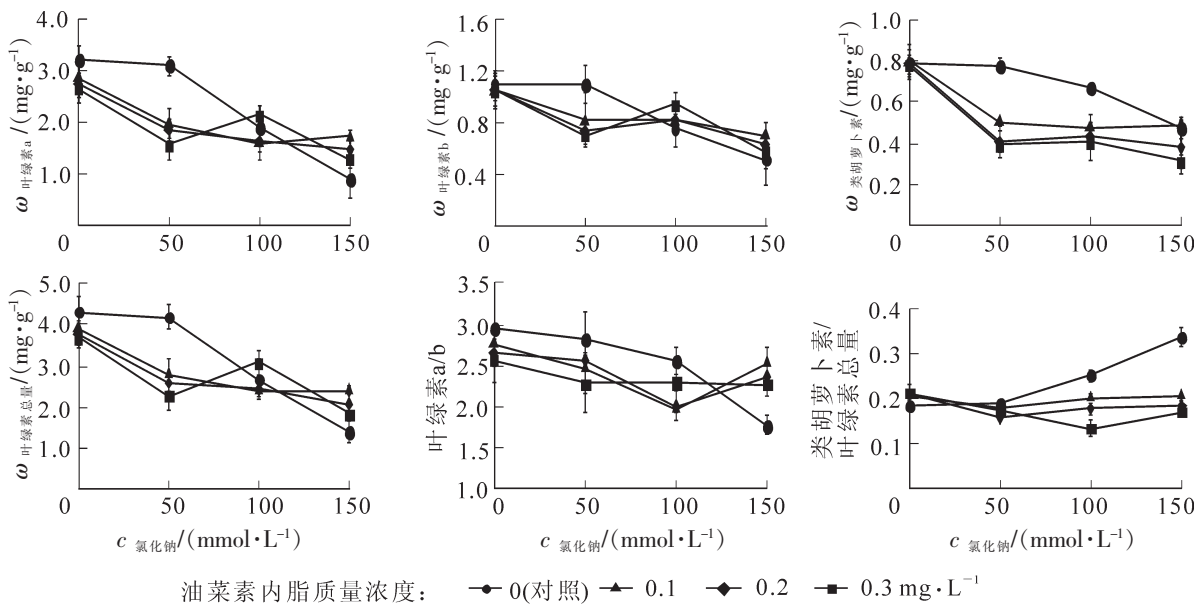 ω 叶绿素a/(mg·g⁻¹)
4.0
3.0
2.0
1.0
0 50 100 150
ω 叶绿素b/(mg·g⁻¹)
1.6
1.2
0.8
0.4
0 50 100 150
ω 类胡萝卜素/(mg·g⁻¹)
1.0
0.8
0.6
0.4
0.2
0 50 100 150
ω 叶绿素总量/(mg·g⁻¹)
5.0
4.0
3.0
2.0
1.0
0 50 100 150
c 氯化钠/(mmol·L⁻¹)
叶绿素a/b
3.5
3.0
2.5
2.0
1.5
1.0
0 50 100 150
c 氯化钠/(mmol·L⁻¹)
类胡萝卜素/
叶绿素总量
0.4
0.3
0.2
0.1
0 50 100 150
c 氯化钠/(mmol·L⁻¹)
油菜素内脂质量浓度: 0(对照) 0.1 0.2 0.3 mg·L⁻¹